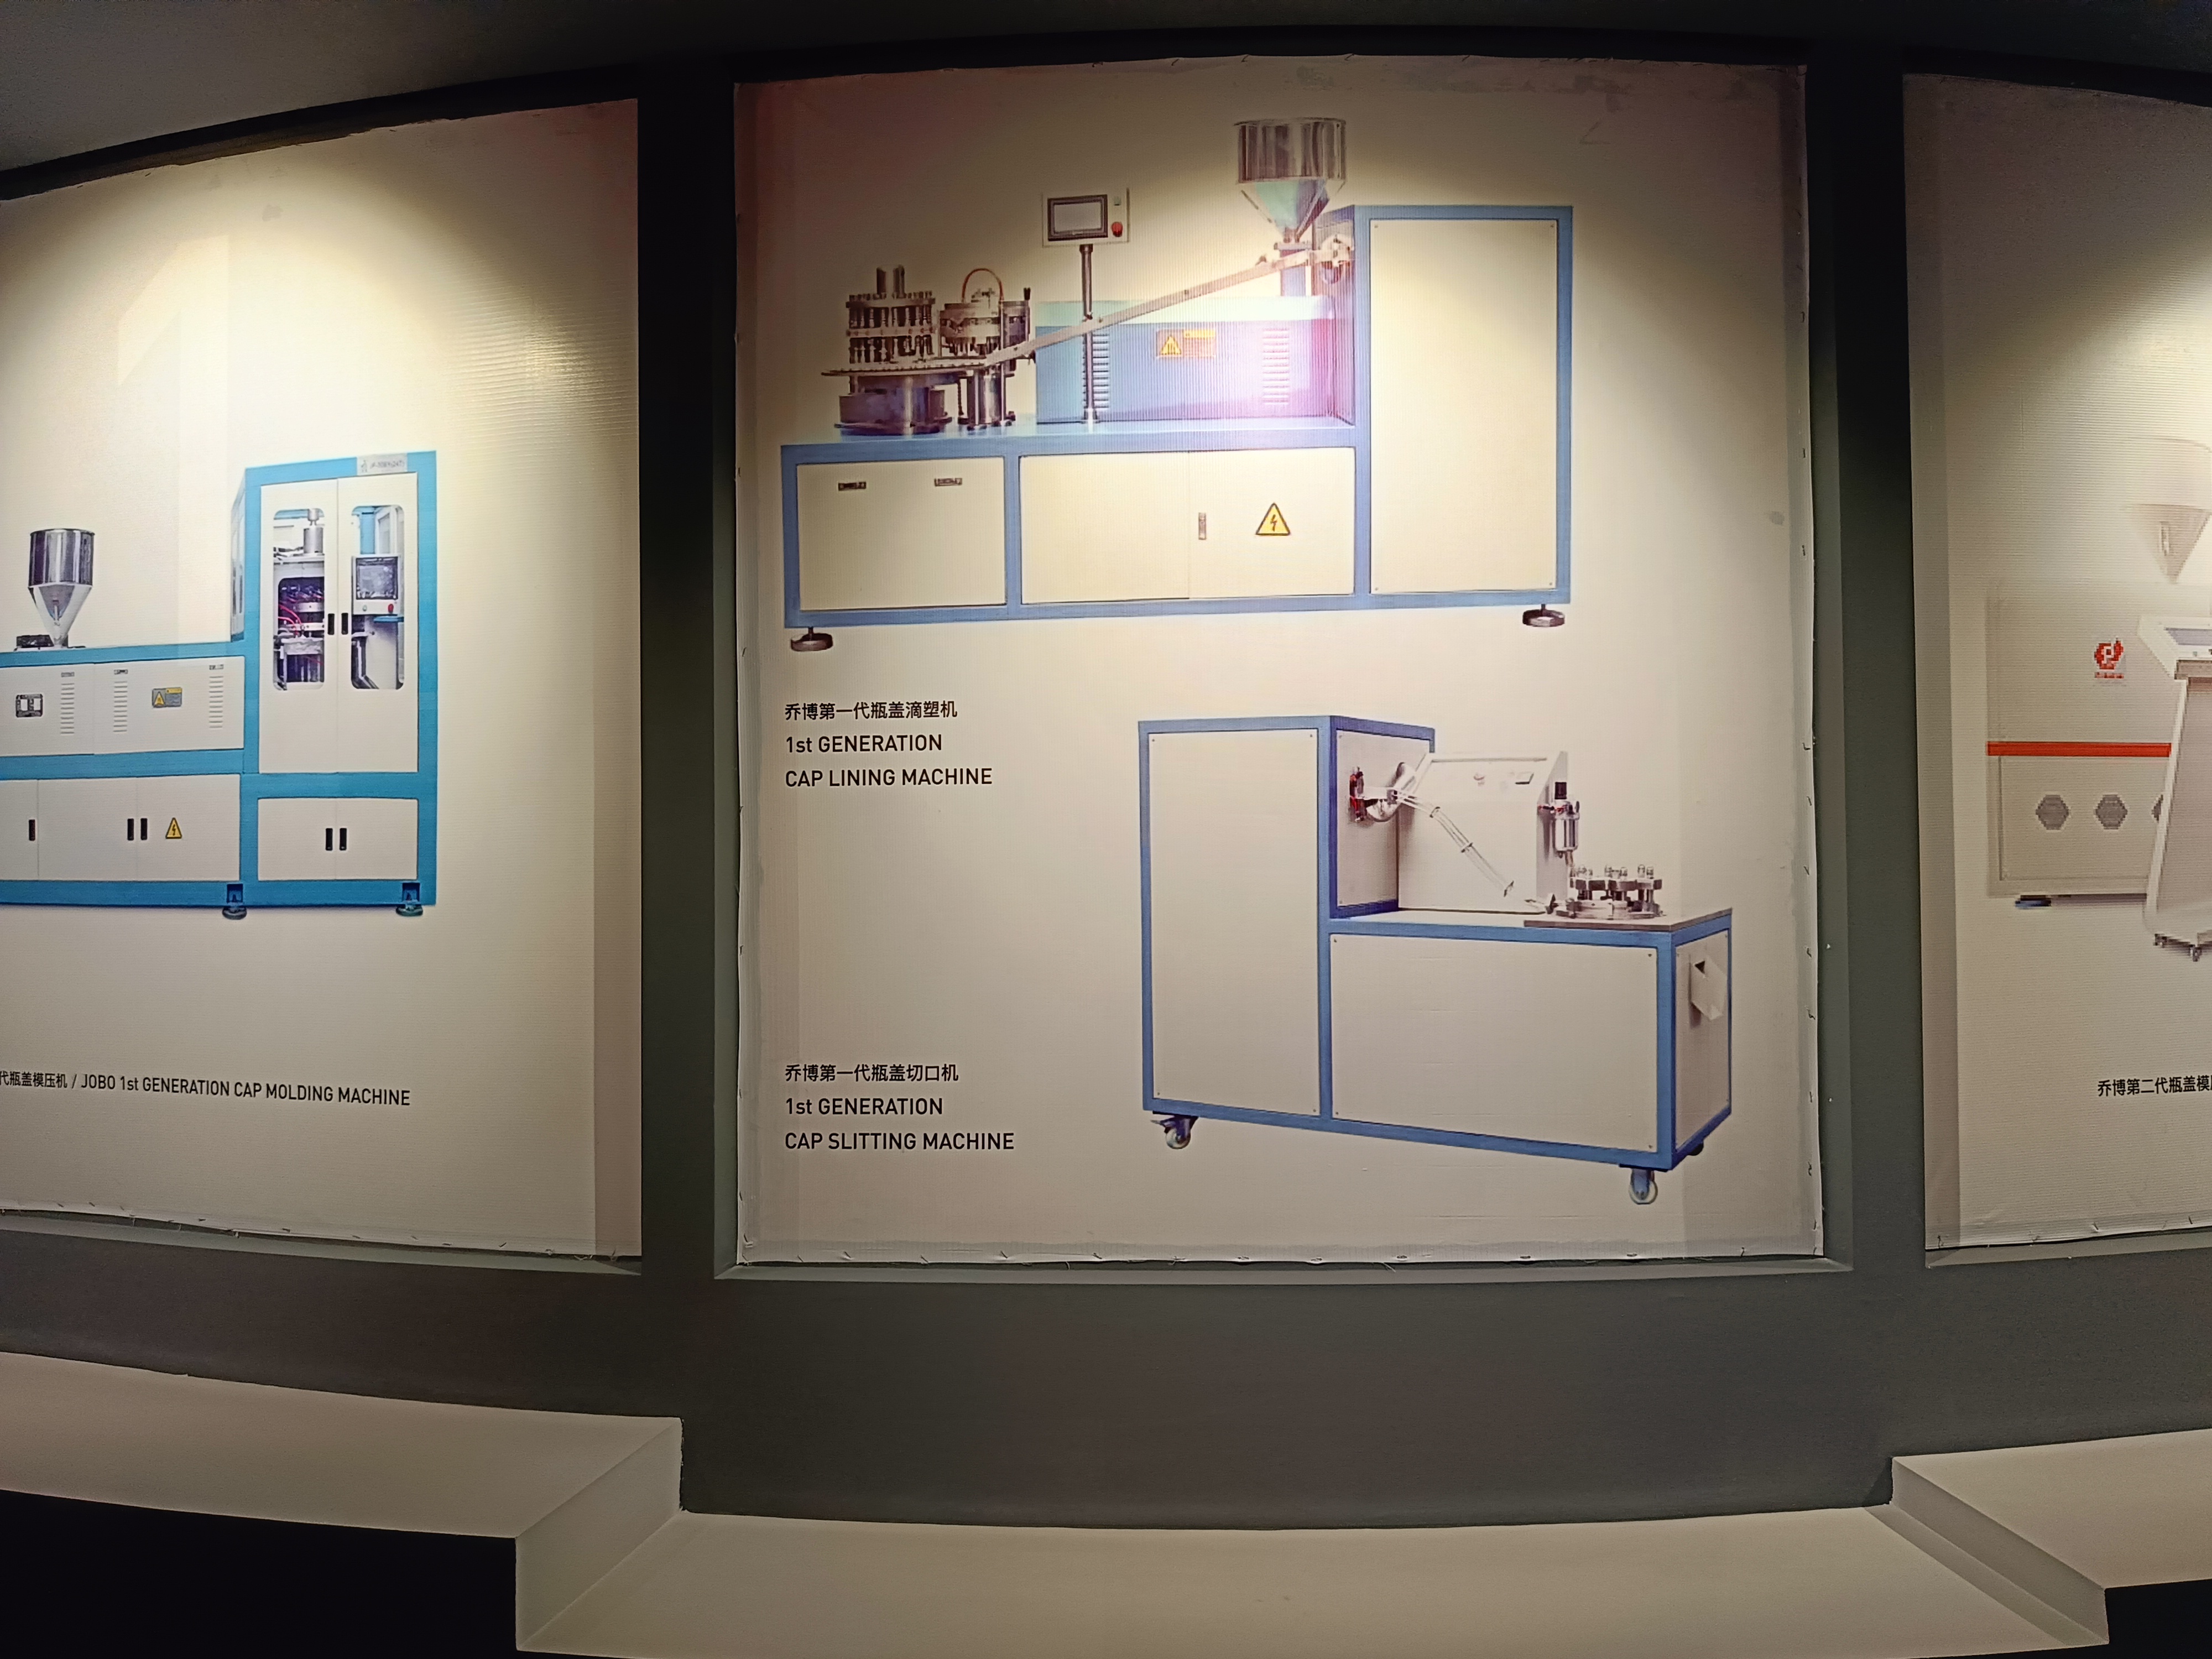 代瓶盖模压机 / JOBO 1st GENERATION CAP MOLDING MACHINE
乔博第一代瓶盖滴塑机
1st GENERATION
CAP LINING MACHINE
乔博第一代瓶盖切口机
1st GENERATION
CAP SLITTING MACHINE
乔博第二代瓶盖模